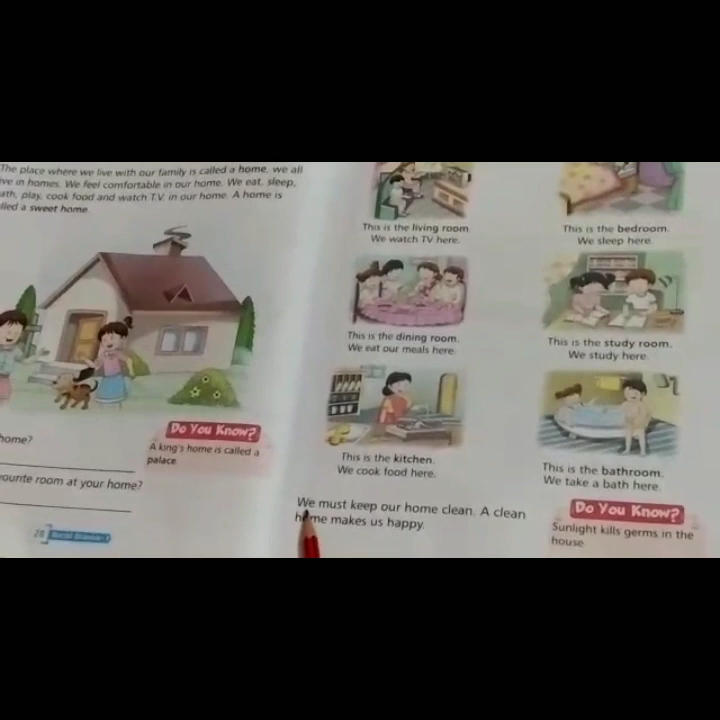 The place where we live with our family is called a home. we all
ive in homes. We feel comfortable in our home. We eat, sleep,
ath, play, cook food and watch T.V. in our home. A home is
lled a sweet home.
Do You Know?
A king's home is called a
palace.
home?
vourite room at your home?
28 Social Science-1
This is the living room.
We watch TV here.
This is the bedroom.
We sleep here.
This is the dining room.
We eat our meals here.
This is the study room.
We study here.
This is the kitchen.
We cook food here.
This is the bathroom.
We take a bath here.
We must keep our home clean. A clean
home makes us happy.
Do You Know?
Sunlight kills germs in the
house.